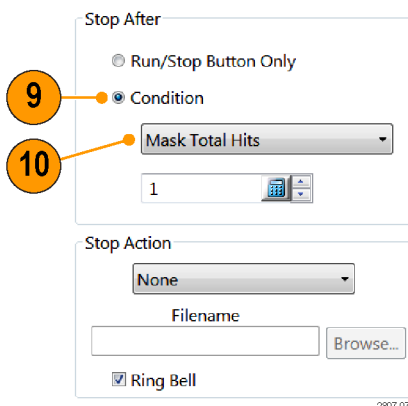 Stop After
Run/Stop Button Only
9
Condition
10
Mask Total Hits
1
Stop Action
None
Filename
Browse...
Ring Bell